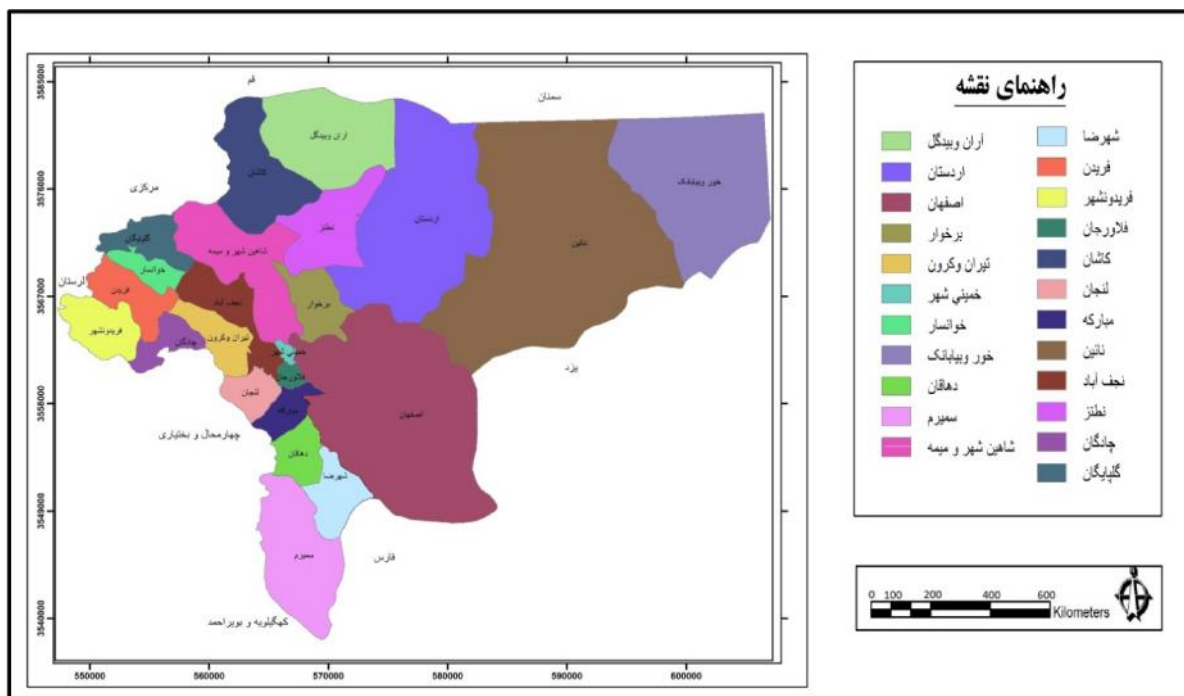 قم
سمنان
مرکزی
لرستان
یزد
چهارمحال و بختیاری
فارس
کهگیلویه و بویراحمد
آران وبیدگل
کاشان
اردستان
نطنز
نائین
خور وبیابانک
گلپایگان
شاهین شهر و میمه
خوانسار
فریدن
نجف آباد
برخوار
فریدونشهر
تیران وکرون
چادگان
خمیني شهر
فلاورجان
لنجان
مبارکه
اصفهان
دهاقان
شهرضا
سمیرم
3585000
3576000
3567000
3558000
3549000
3540000
550000
560000
570000
580000
590000
600000
راهنمای نقشه
آران وبیدگل
اردستان
اصفهان
برخوار
تیران وکرون
خمیني شهر
خوانسار
خور وبیابانک
دهاقان
سمیرم
شاهین شهر و میمه
شهرضا
فریدن
فریدونشهر
فلاورجان
کاشان
لنجان
مبارکه
نائین
نجف آباد
نطنز
چادگان
گلپایگان
0 100 200 400 600
Kilometers